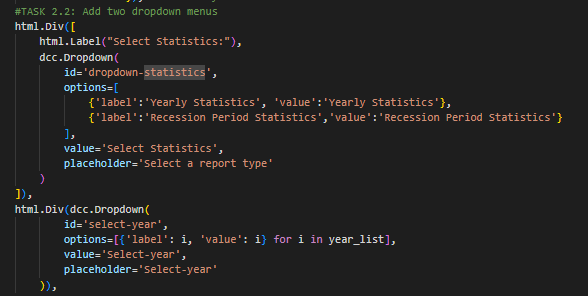 #TASK 2.2: Add two dropdown menus
html.Div([
    html.Label("Select Statistics:"),
    dcc.Dropdown(
        id='dropdown-statistics',
        options=[
            {'label':'Yearly Statistics', 'value':'Yearly Statistics'},
            {'label':'Recession Period Statistics','value':'Recession Period Statistics'}
        ],
        value='Select Statistics',
        placeholder='Select a report type'
    )
]),
html.Div(dcc.Dropdown(
        id='select-year',
        options=[{'label': i, 'value': i} for i in year_list],
        value='Select-year',
        placeholder='Select-year'
    )),